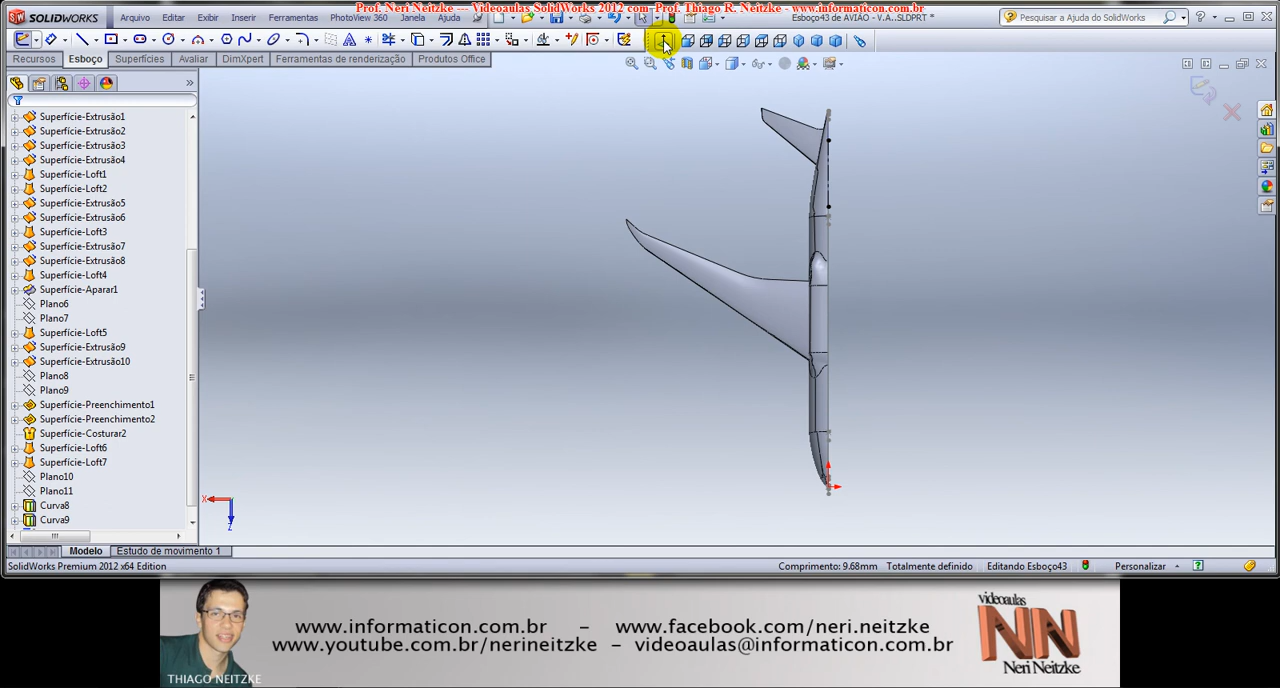 Prof. Neri Neitzke --- Videoaulas SolidWorks 2012 com Prof. Thiago R. Neitzke - www.informaticon.com.br
SOLIDWORKS
Arquivo Editar Exibir Inserir Ferramentas PhotoView 360 Janela Ajuda
Esboço43 de AVIÃO - V.A..SLDPRT *
Pesquisar a Ajuda do SolidWorks
Recursos Esboço Superfícies Avaliar DimXpert Ferramentas de renderização Produtos Office
Superfície-Extrusão1
Superfície-Extrusão2
Superfície-Extrusão3
Superfície-Extrusão4
Superfície-Loft1
Superfície-Loft2
Superfície-Extrusão5
Superfície-Extrusão6
Superfície-Loft3
Superfície-Extrusão7
Superfície-Extrusão8
Superfície-Loft4
Superfície-Aparar1
Plano6
Plano7
Superfície-Loft5
Superfície-Extrusão9
Superfície-Extrusão10
Plano8
Plano9
Superfície-Preenchimento1
Superfície-Preenchimento2
Superfície-Costurar2
Superfície-Loft6
Superfície-Loft7
Plano10
Plano11
Curva8
Curva9
X
Z
Modelo Estudo de movimento 1
SolidWorks Premium 2012 x64 Edition
Comprimento: 9.68mm Totalmente definido Editando Esboço43 Personalizar
www.informaticon.com.br - www.facebook.com/neri.neitzke
www.youtube.com.br/nerineitzke - videoaulas@informaticon.com.br
THIAGO NEITZKE
videoaulas
NN
Neri Neitzke